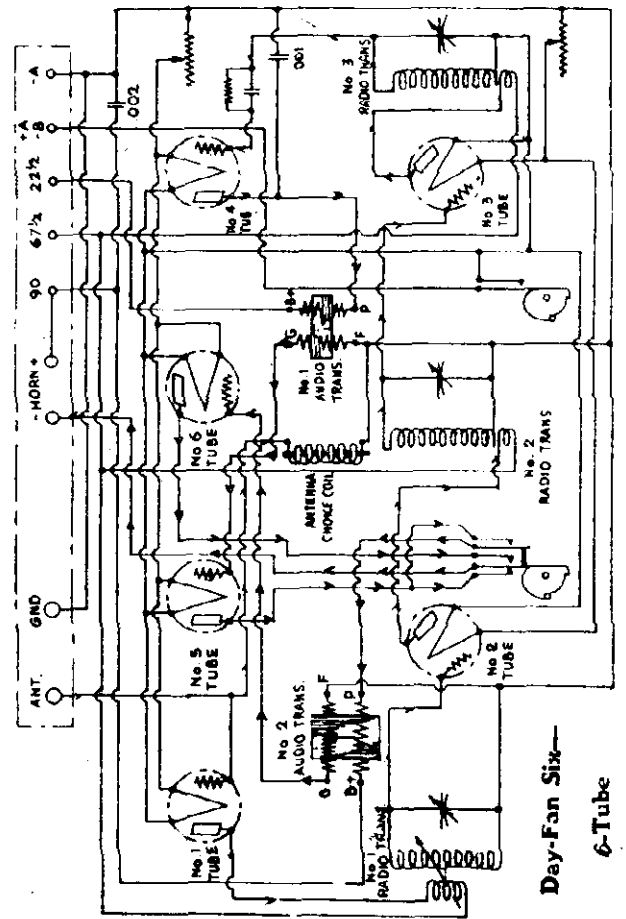 ANT.
GND
- HORN +
90
67½
22½
+A
-B
-A
.002
No 1
TUBE
No 5
TUBE
No 6
TUBE
No 4
TUB
.001
No 2
AUDIO TRANS.
G
F
B+
P
ANTENNA
CHOICE COIL
No. 1
AUDIO
TRANS.
G
B+
F
P
No 1
RADIO TRANS
No 2
TUBE
No. 2
RADIO TRANS
No 3
TUBE
No 3
RADIO TRANS
Day-Fan Six—
6-Tube